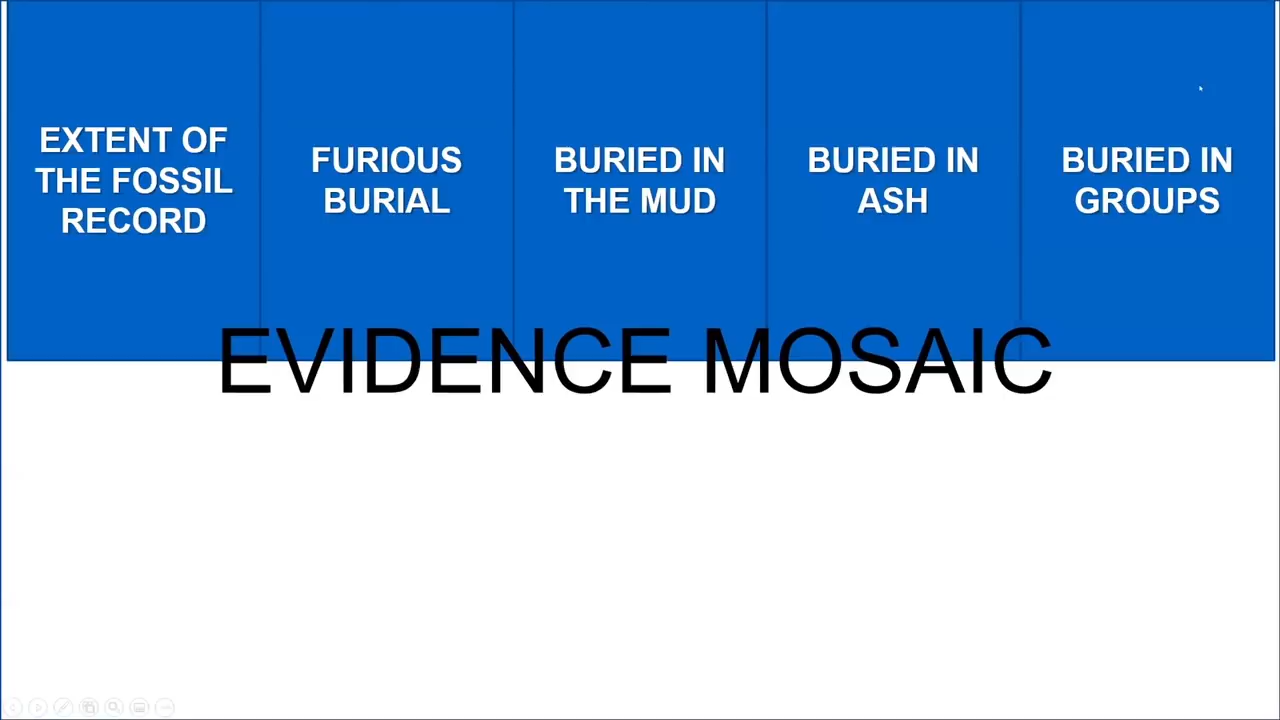 EXTENT OF
THE FOSSIL
RECORD
FURIOUS
BURIAL
BURIED IN
THE MUD
BURIED IN
ASH
BURIED IN
GROUPS
EVIDENCE MOSAIC